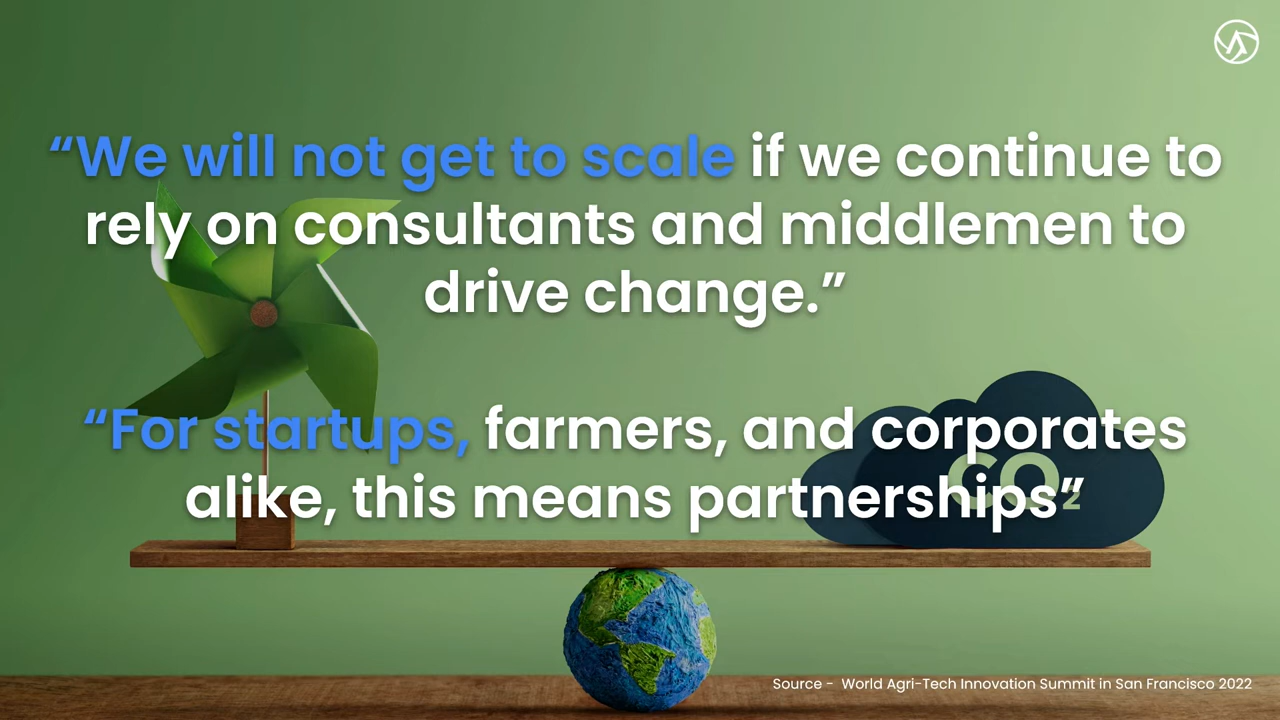 “We will not get to scale if we continue to
rely on consultants and middlemen to
drive change.”
“For startups, farmers, and corporates
alike, this means partnerships”
CO₂
Source - World Agri-Tech Innovation Summit in San Francisco 2022